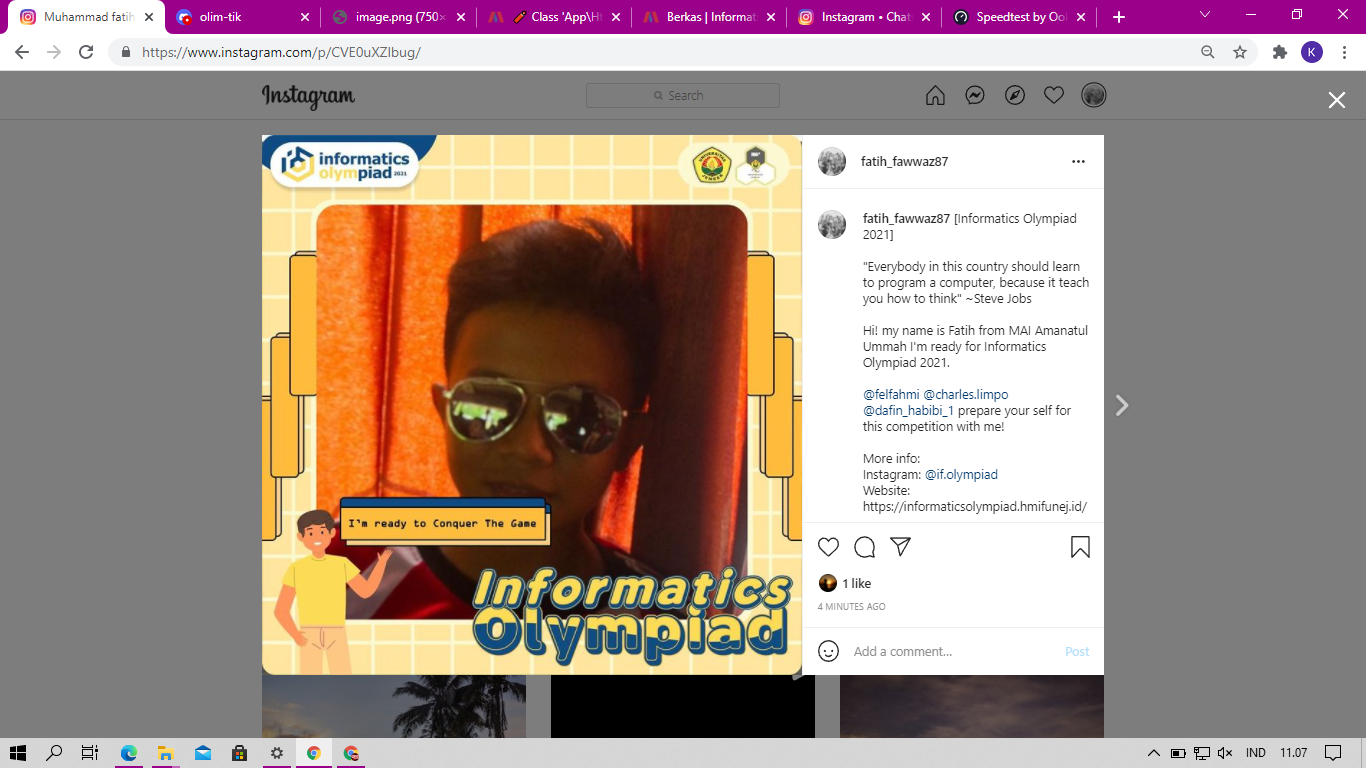 Muhammad fatih
olim-tik
image.png (750×
Class 'App\Ht
Berkas | Informat
Instagram • Chats
Speedtest by Ook
K
https://www.instagram.com/p/CVE0uXZlbug/
Instagram
Search
informatics
olympiad 2021
fatih_fawwaz87
fatih_fawwaz87 [Informatics Olympiad
2021]
"Everybody in this country should learn
to program a computer, because it teach
you how to think" ~Steve Jobs
Hi! my name is Fatih from MAI Amanatul
Ummah I'm ready for Informatics
Olympiad 2021.
@felfahmi @charles.limpo
@dafin_habibi_1 prepare your self for
this competition with me!
More info:
Instagram: @if.olympiad
Website:
https://informaticsolympiad.hmifunej.id/
I'm ready to Conquer The Game
Informatics
Olympiad
1 like
4 MINUTES AGO
Add a comment...
Post
IND
11.07